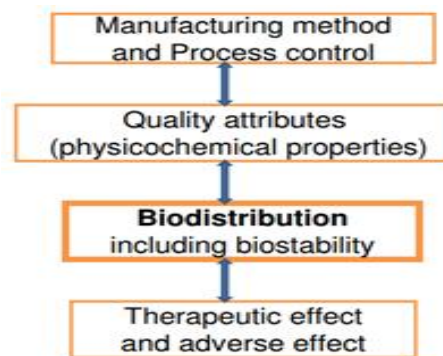 Manufacturing method
and Process control
Quality attributes
(physicochemical properties)
Biodistribution
including biostability
Therapeutic effect
and adverse effect